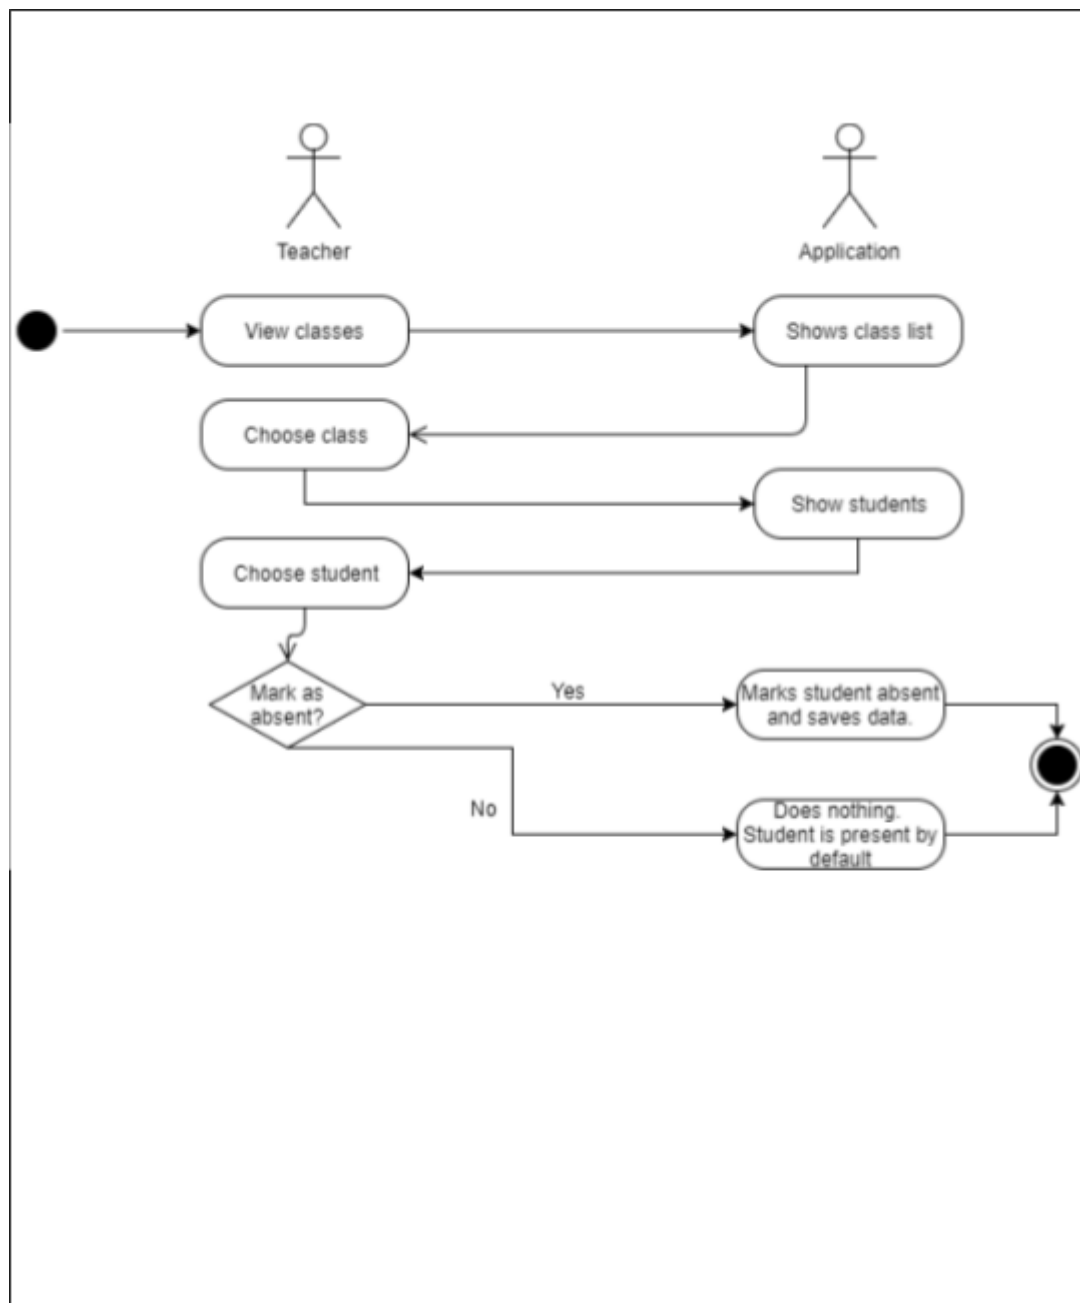 Teacher
Application
View classes
Shows class list
Choose class
Show students
Choose student
Mark as
absent?
Yes
Marks student absent
and saves data.
No
Does nothing.
Student is present by
default